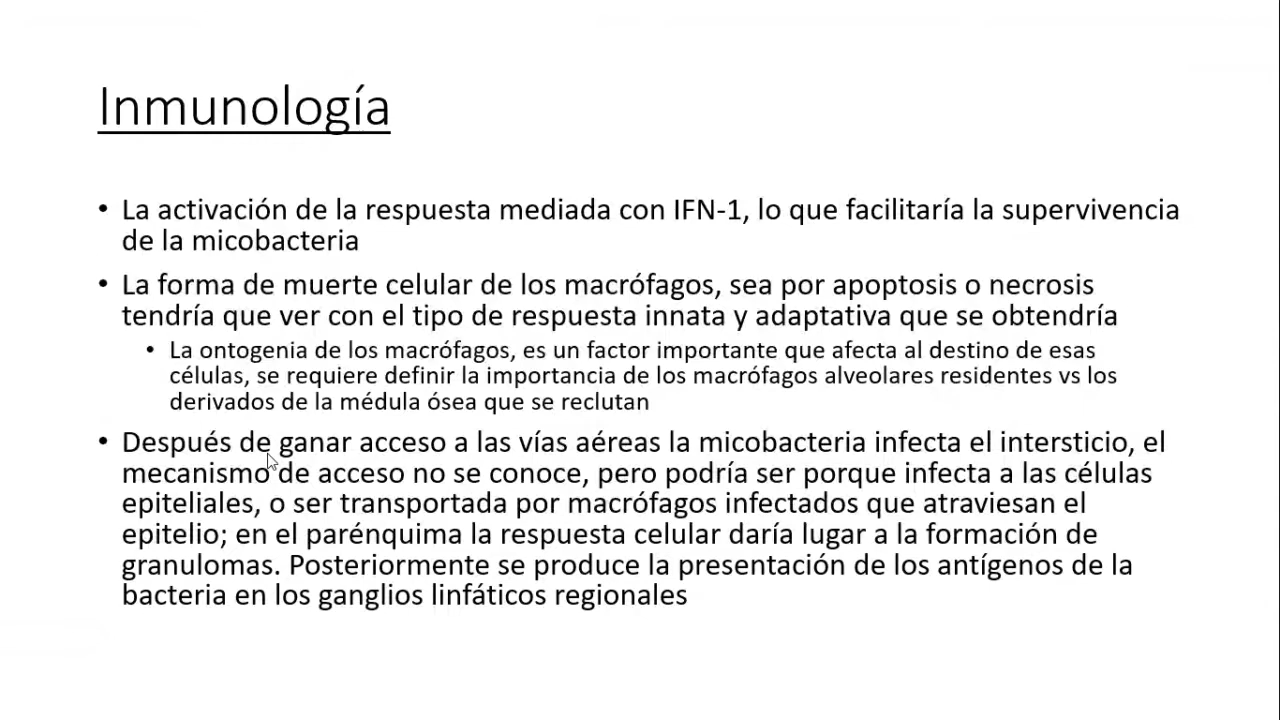 Inmunología
• La activación de la respuesta mediada con IFN-1, lo que facilitaría la supervivencia
de la micobacteria
• La forma de muerte celular de los macrófagos, sea por apoptosis o necrosis
tendría que ver con el tipo de respuesta innata y adaptativa que se obtendría
• La ontogenia de los macrófagos, es un factor importante que afecta al destino de esas
células, se requiere definir la importancia de los macrófagos alveolares residentes vs los
derivados de la médula ósea que se reclutan
• Después de ganar acceso a las vías aéreas la micobacteria infecta el intersticio, el
mecanismo de acceso no se conoce, pero podría ser porque infecta a las células
epiteliales, o ser transportada por macrófagos infectados que atraviesan el
epitelio; en el parénquima la respuesta celular daría lugar a la formación de
granulomas. Posteriormente se produce la presentación de los antígenos de la
bacteria en los ganglios linfáticos regionales